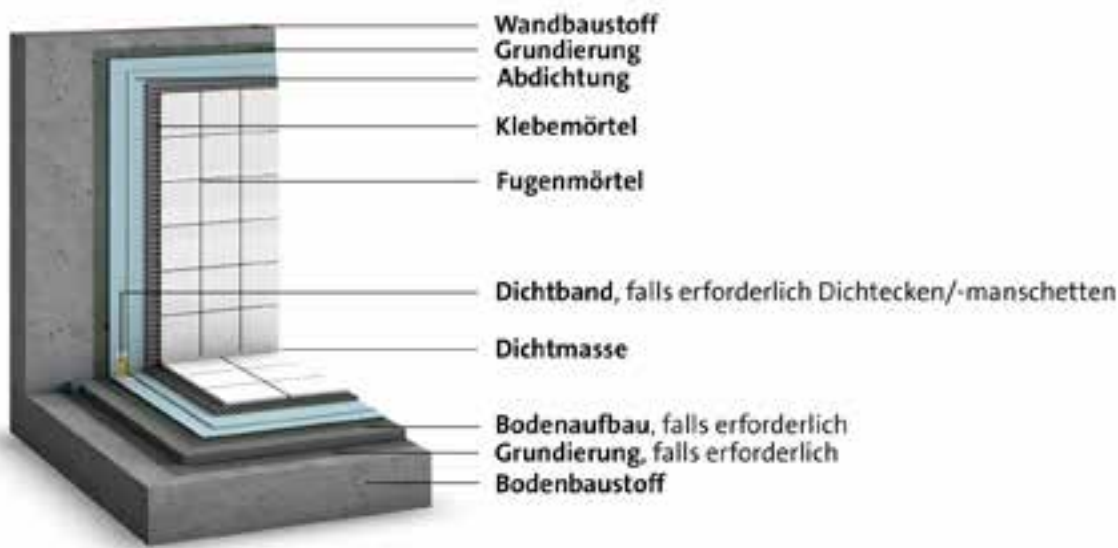 Wandbaustoff
Grundierung
Abdichtung
Klebemörtel
Fugenmörtel
Dichtband, falls erforderlich Dichtecken/-manschetten
Dichtmasse
Bodenaufbau, falls erforderlich
Grundierung, falls erforderlich
Bodenbaustoff